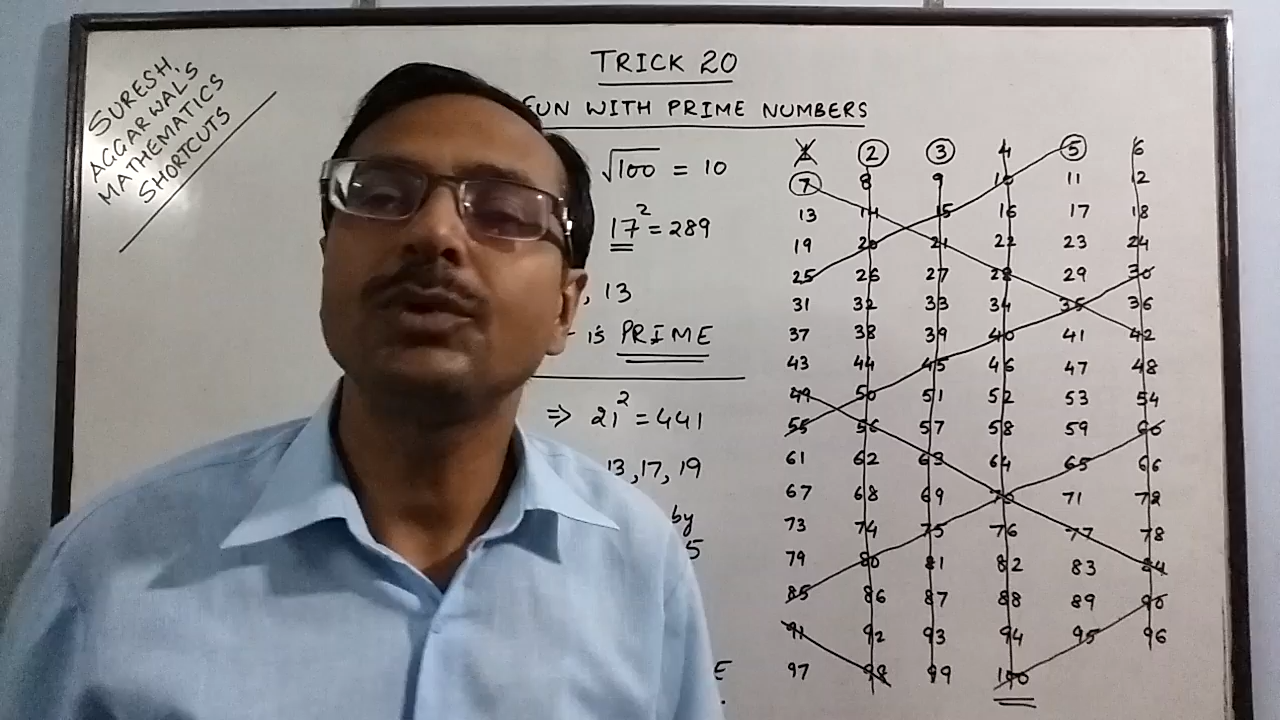 SURESH
AGGARWAL'S
MATHEMATICS
SHORTCUTS
TRICK 20
FUN WITH PRIME NUMBERS
√100 = 10
17² = 289
, 13
is PRIME
⇒ 21² = 441
13, 17, 19
by
5
E
1 2 3 4 5 6
7 8 9 10 11 12
13 14 15 16 17 18
19 20 21 22 23 24
25 26 27 28 29 30
31 32 33 34 35 36
37 38 39 40 41 42
43 44 45 46 47 48
49 50 51 52 53 54
55 56 57 58 59 60
61 62 63 64 65 66
67 68 69 70 71 72
73 74 75 76 77 78
79 80 81 82 83 84
85 86 87 88 89 90
91 92 93 94 95 96
97 98 99 100